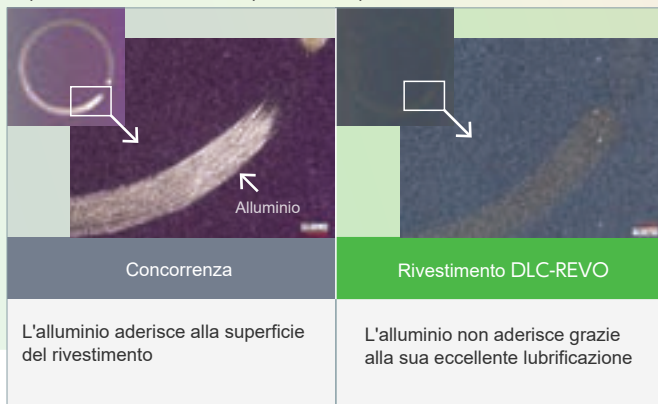 Alluminio
Concorrenza
Rivestimento DLC-REVO
L'alluminio aderisce alla superficie
del rivestimento
L'alluminio non aderisce grazie
alla sua eccellente lubrificazione